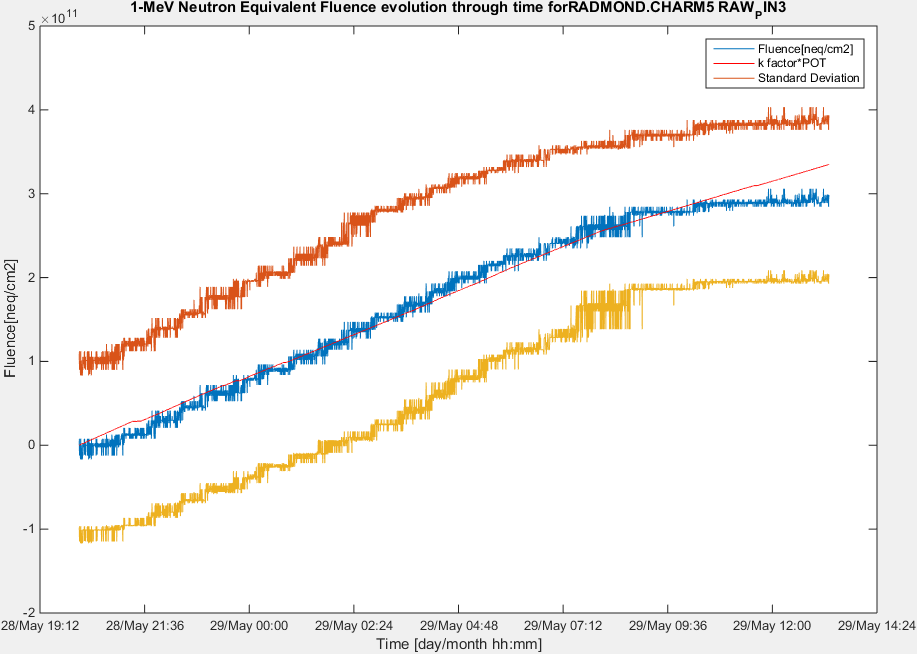 1-MeV Neutron Equivalent Fluence evolution through time forRADMOND.CHARM5 RAW_PIN3
5 ×10^11
Fluence[neq/cm2]
k factor*POT
Standard Deviation
4
3
2
1
0
-1
-2
Fluence[neq/cm2]
28/May 19:12 28/May 21:36 29/May 00:00 29/May 02:24 29/May 04:48 29/May 07:12 29/May 09:36 29/May 12:00 29/May 14:24
Time [day/month hh:mm]